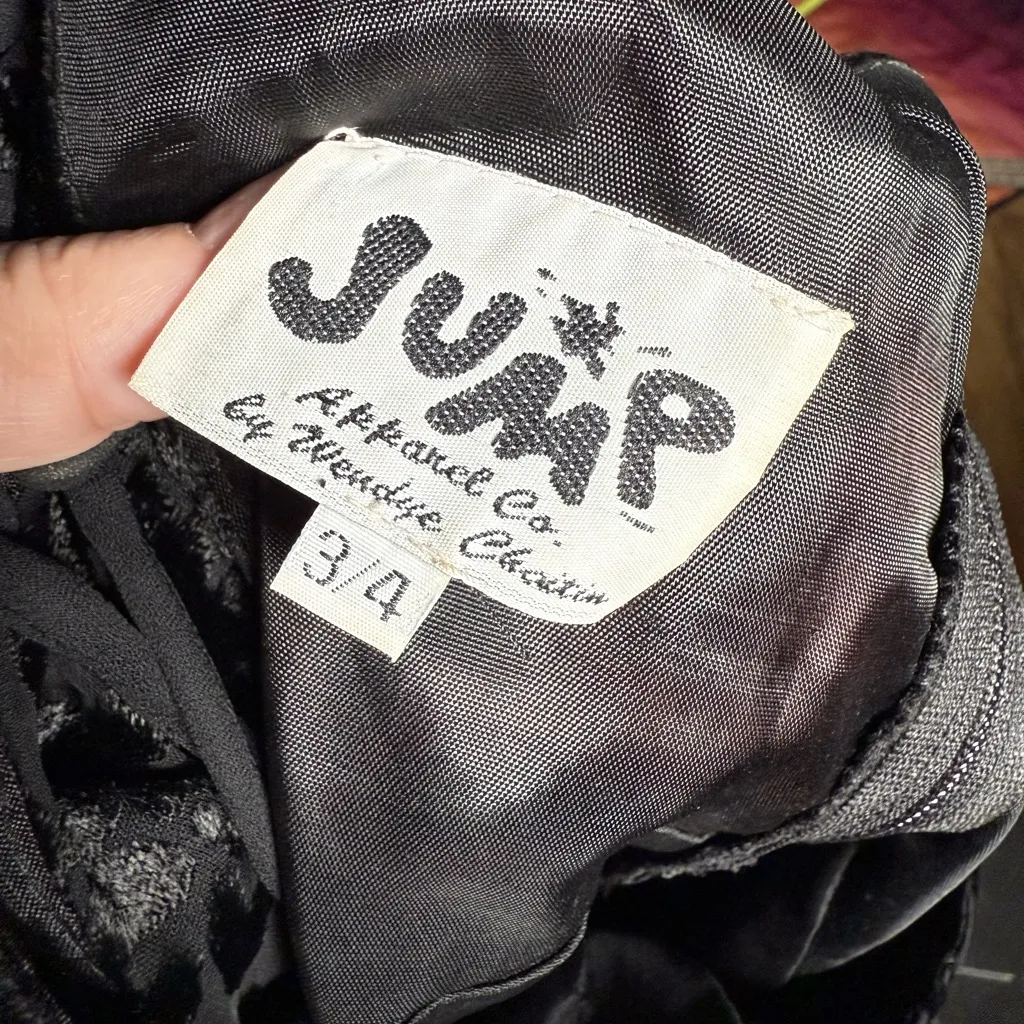 JUMP
Apparel Co.
by Wendye Chaitin
3/4